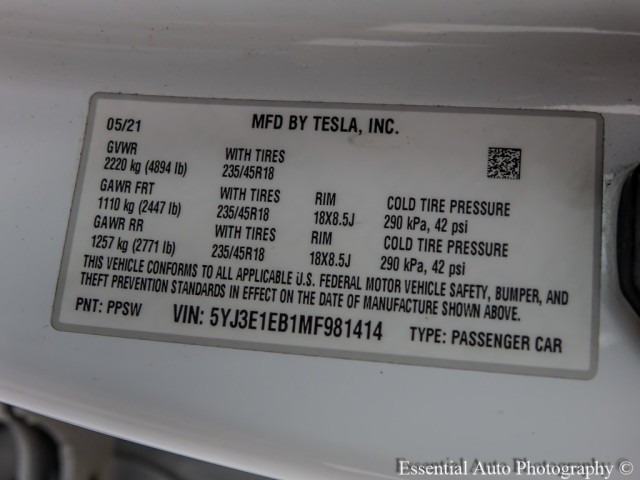 05/21 MFD BY TESLA, INC.
GVWR WITH TIRES
2220 kg (4894 lb) 235/45R18
GAWR FRT WITH TIRES RIM COLD TIRE PRESSURE
1110 kg (2447 lb) 235/45R18 18X8.5J 290 kPa, 42 psi
GAWR RR WITH TIRES RIM COLD TIRE PRESSURE
1257 kg (2771 lb) 235/45R18 18X8.5J 290 kPa, 42 psi
THIS VEHICLE CONFORMS TO ALL APPLICABLE U.S. FEDERAL MOTOR VEHICLE SAFETY, BUMPER, AND
THEFT PREVENTION STANDARDS IN EFFECT ON THE DATE OF MANUFACTURE SHOWN ABOVE.
PNT: PPSW VIN: 5YJ3E1EB1MF981414 TYPE: PASSENGER CAR
Essential Auto Photography ©